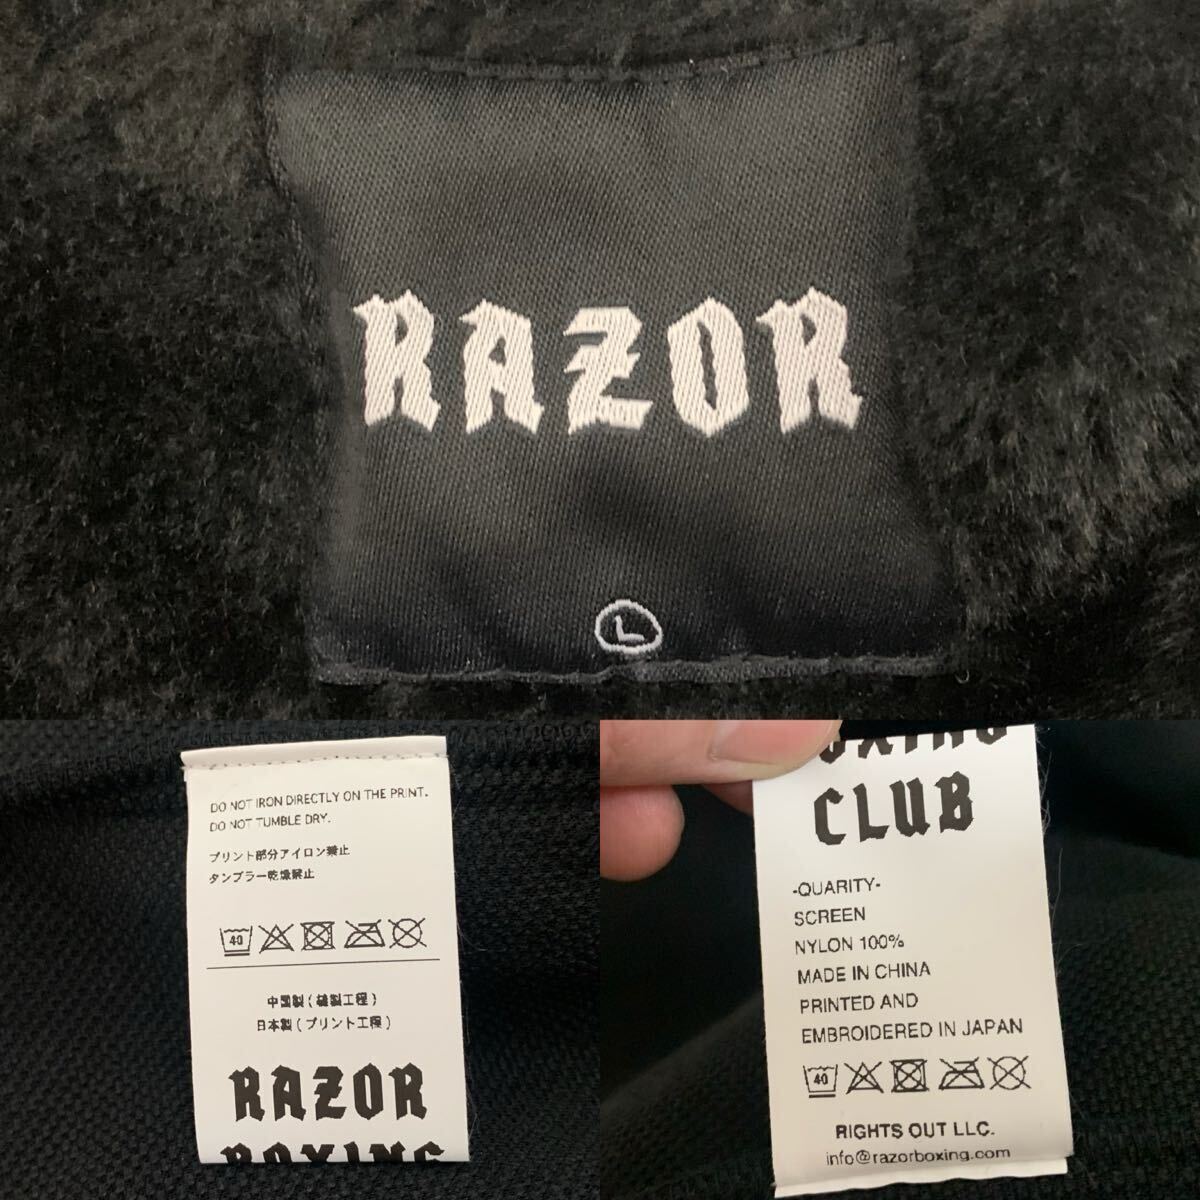 RAZOR
L
DO NOT IRON DIRECTLY ON THE PRINT.
DO NOT TUMBLE DRY.
プリント部分アイロン禁止
タンブラー乾燥禁止
40
中国製(縫製工程)
日本製(プリント工程)
RAZOR
BOXING
BOXING
CLUB
-QUARITY-
SCREEN
NYLON 100%
MADE IN CHINA
PRINTED AND
EMBROIDERED IN JAPAN
40
RIGHTS OUT LLC.
info@razorboxing.com